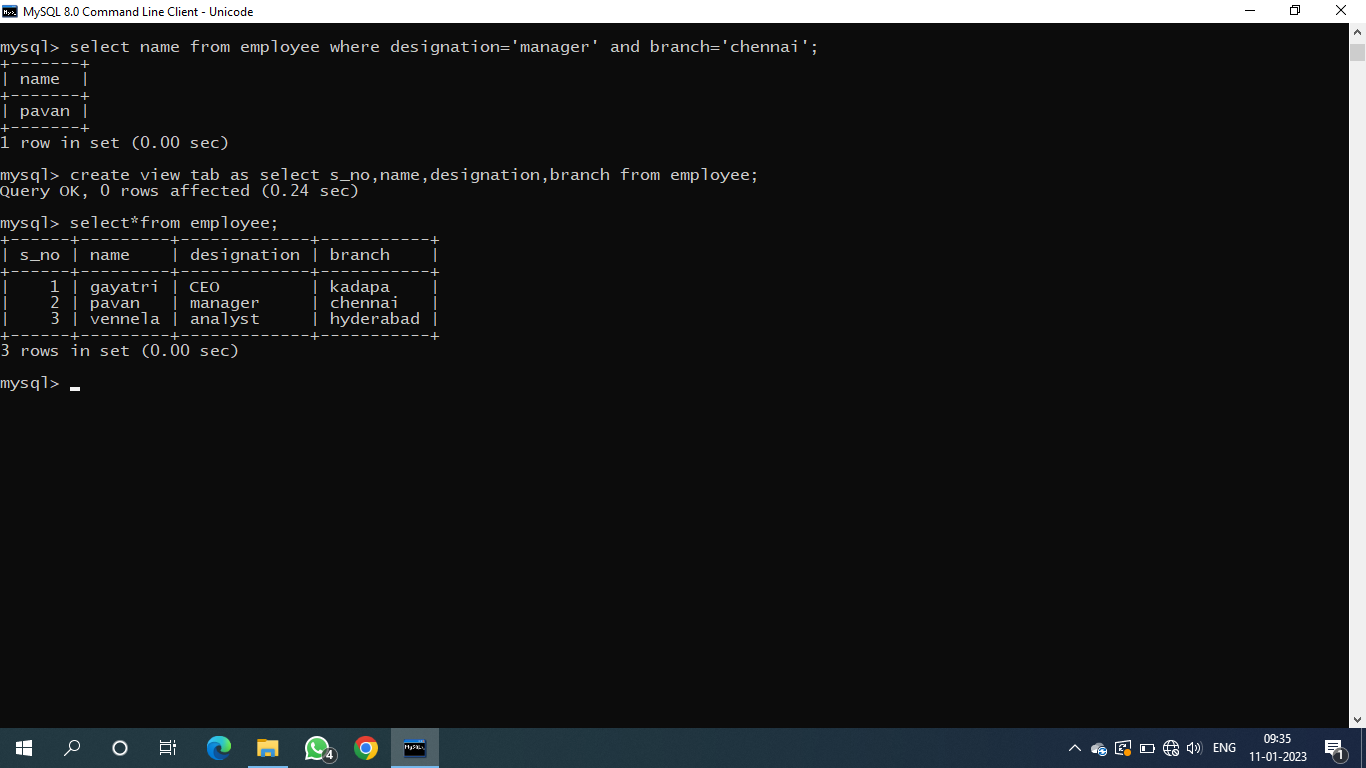 MySQL 8.0 Command Line Client - Unicode
mysql> select name from employee where designation='manager' and branch='chennai';
+-------+
| name  |
+-------+
| pavan |
+-------+
1 row in set (0.00 sec)
mysql> create view tab as select s_no,name,designation,branch from employee;
Query OK, 0 rows affected (0.24 sec)
mysql> select*from employee;
+------+---------+-------------+-----------+
| s_no | name    | designation | branch    |
+------+---------+-------------+-----------+
|    1 | gayatri | CEO         | kadapa    |
|    2 | pavan   | manager     | chennai   |
|    3 | vennela | analyst     | hyderabad |
+------+---------+-------------+-----------+
3 rows in set (0.00 sec)
mysql> _
4
MySQL
ENG
09:35
11-01-2023
1